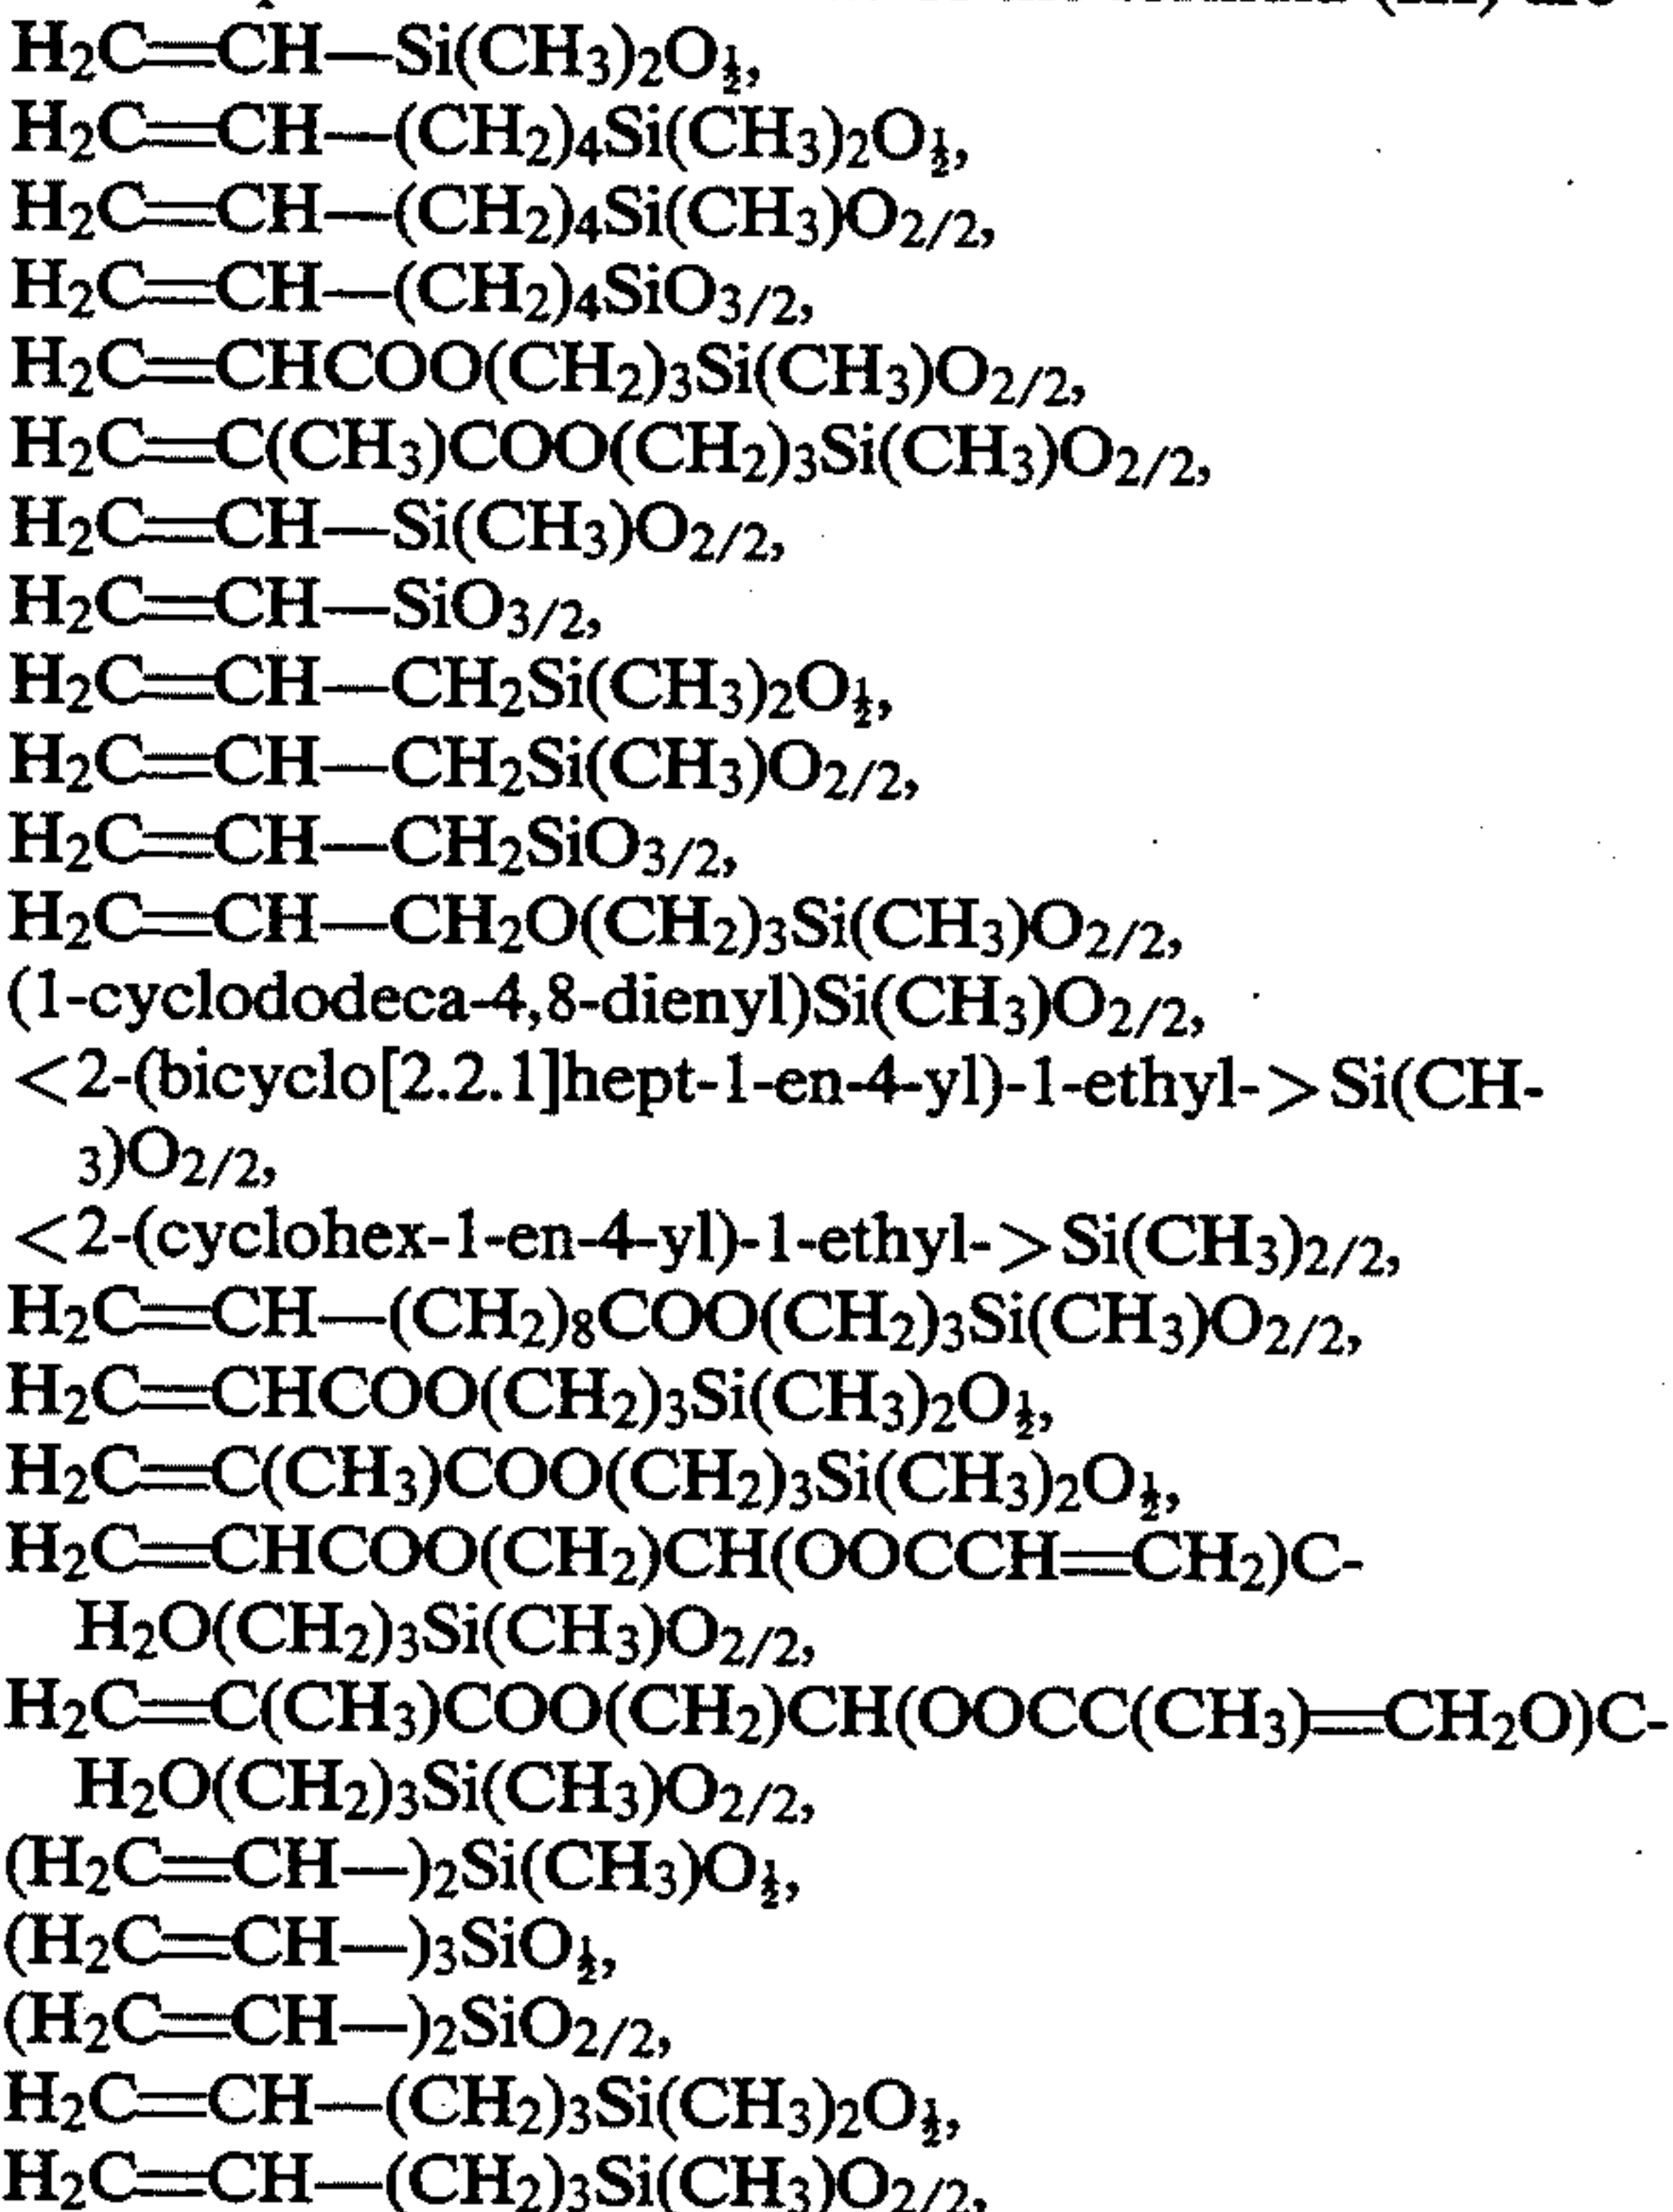 H₂C=CH—Si(CH₃)₂O½,
H₂C=CH—(CH₂)₄Si(CH₃)₂O½,
H₂C=CH—(CH₂)₄Si(CH₃)O₂/₂,
H₂C=CH—(CH₂)₄SiO₃/₂,
H₂C=CHCOO(CH₂)₃Si(CH₃)O₂/₂,
H₂C=C(CH₃)COO(CH₂)₃Si(CH₃)O₂/₂,
H₂C=CH—Si(CH₃)O₂/₂,
H₂C=CH—SiO₃/₂,
H₂C=CH—CH₂Si(CH₃)₂O½,
H₂C=CH—CH₂Si(CH₃)O₂/₂,
H₂C=CH—CH₂SiO₃/₂,
H₂C=CH—CH₂O(CH₂)₃Si(CH₃)O₂/₂,
(1-cyclododeca-4,8-dienyl)Si(CH₃)O₂/₂,
<2-(bicyclo[2.2.1]hept-1-en-4-yl)-1-ethyl->Si(CH-
₃)O₂/₂,
<2-(cyclohex-1-en-4-yl)-1-ethyl->Si(CH₃)₂/₂,
H₂C=CH—(CH₂)₈COO(CH₂)₃Si(CH₃)O₂/₂,
H₂C=CHCOO(CH₂)₃Si(CH₃)₂O½,
H₂C=C(CH₃)COO(CH₂)₃Si(CH₃)₂O½,
H₂C=CHCOO(CH₂)CH(OOCCH=CH₂)C-
H₂O(CH₂)₃Si(CH₃)O₂/₂,
H₂C=C(CH₃)COO(CH₂)CH(OOCC(CH₃)=CH₂O)C-
H₂O(CH₂)₃Si(CH₃)O₂/₂,
(H₂C=CH—)₂Si(CH₃)O½,
(H₂C=CH—)₃SiO½,
(H₂C=CH—)₂SiO₂/₂,
H₂C=CH—(CH₂)₃Si(CH₃)₂O½,
H₂C=CH—(CH₂)₃Si(CH₃)O₂/₂,